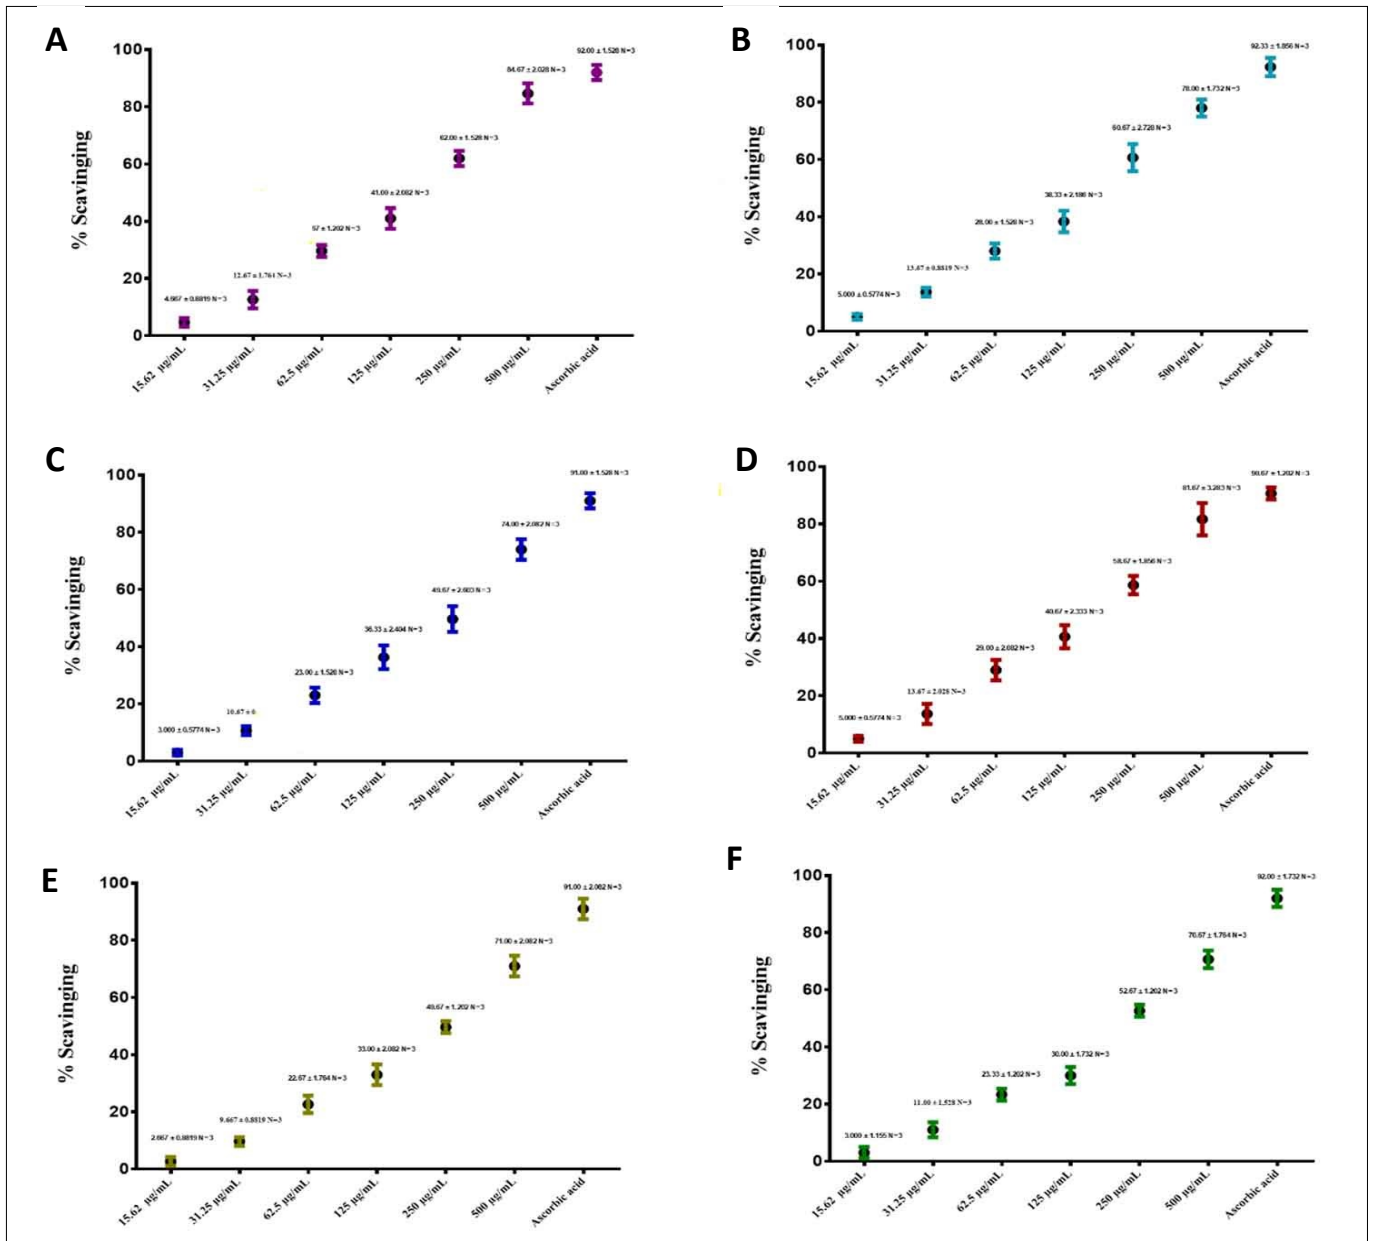 A
% Scavinging
100
80
60
40
20
0
4.667 ± 0.8819 N=3
12.67 ± 1.764 N=3
67 ± 1.202 N=3
41.00 ± 2.082 N=3
62.00 ± 1.528 N=3
84.67 ± 2.028 N=3
92.00 ± 1.528 N=3
15.62 µg/mL
31.25 µg/mL
62.5 µg/mL
125 µg/mL
250 µg/mL
500 µg/mL
Ascorbic acid
B
% Scavinging
100
80
60
40
20
0
5.000 ± 0.5774 N=3
13.67 ± 0.8819 N=3
28.00 ± 1.528 N=3
38.33 ± 2.186 N=3
60.67 ± 2.728 N=3
78.00 ± 1.732 N=3
92.33 ± 1.856 N=3
15.62 µg/mL
31.25 µg/mL
62.5 µg/mL
125 µg/mL
250 µg/mL
500 µg/mL
Ascorbic acid
C
% Scavinging
100
80
60
40
20
0
3.000 ± 0.5774 N=3
10.67 ± 0
23.00 ± 1.528 N=3
36.33 ± 2.404 N=3
49.67 ± 2.603 N=3
74.00 ± 2.082 N=3
91.00 ± 1.528 N=3
15.62 µg/mL
31.25 µg/mL
62.5 µg/mL
125 µg/mL
250 µg/mL
500 µg/mL
Ascorbic acid
D
% Scavinging
100
80
60
40
20
0
5.000 ± 0.5774 N=3
13.67 ± 2.028 N=3
29.00 ± 2.082 N=3
40.67 ± 2.333 N=3
58.67 ± 1.856 N=3
81.67 ± 3.283 N=3
90.67 ± 1.202 N=3
15.62 µg/mL
31.25 µg/mL
62.5 µg/mL
125 µg/mL
250 µg/mL
500 µg/mL
Ascorbic acid
E
% Scavinging
100
80
60
40
20
0
2.667 ± 0.8819 N=3
9.667 ± 0.8819 N=3
22.67 ± 1.764 N=3
33.00 ± 2.082 N=3
49.67 ± 1.202 N=3
71.00 ± 2.082 N=3
91.00 ± 2.082 N=3
15.62 µg/mL
31.25 µg/mL
62.5 µg/mL
125 µg/mL
250 µg/mL
500 µg/mL
Ascorbic acid
F
% Scavinging
100
80
60
40
20
0
3.000 ± 1.155 N=3
11.00 ± 1.528 N=3
23.33 ± 1.202 N=3
30.00 ± 1.732 N=3
52.67 ± 1.202 N=3
70.67 ± 1.764 N=3
92.00 ± 1.732 N=3
15.62 µg/mL
31.25 µg/mL
62.5 µg/mL
125 µg/mL
250 µg/mL
500 µg/mL
Ascorbic acid